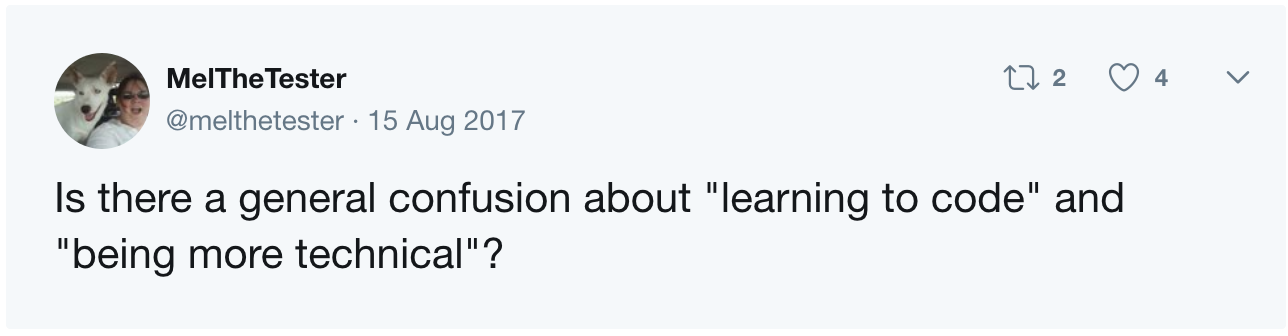 MelTheTester
2
4
@melthetester · 15 Aug 2017
Is there a general confusion about "learning to code" and
"being more technical"?